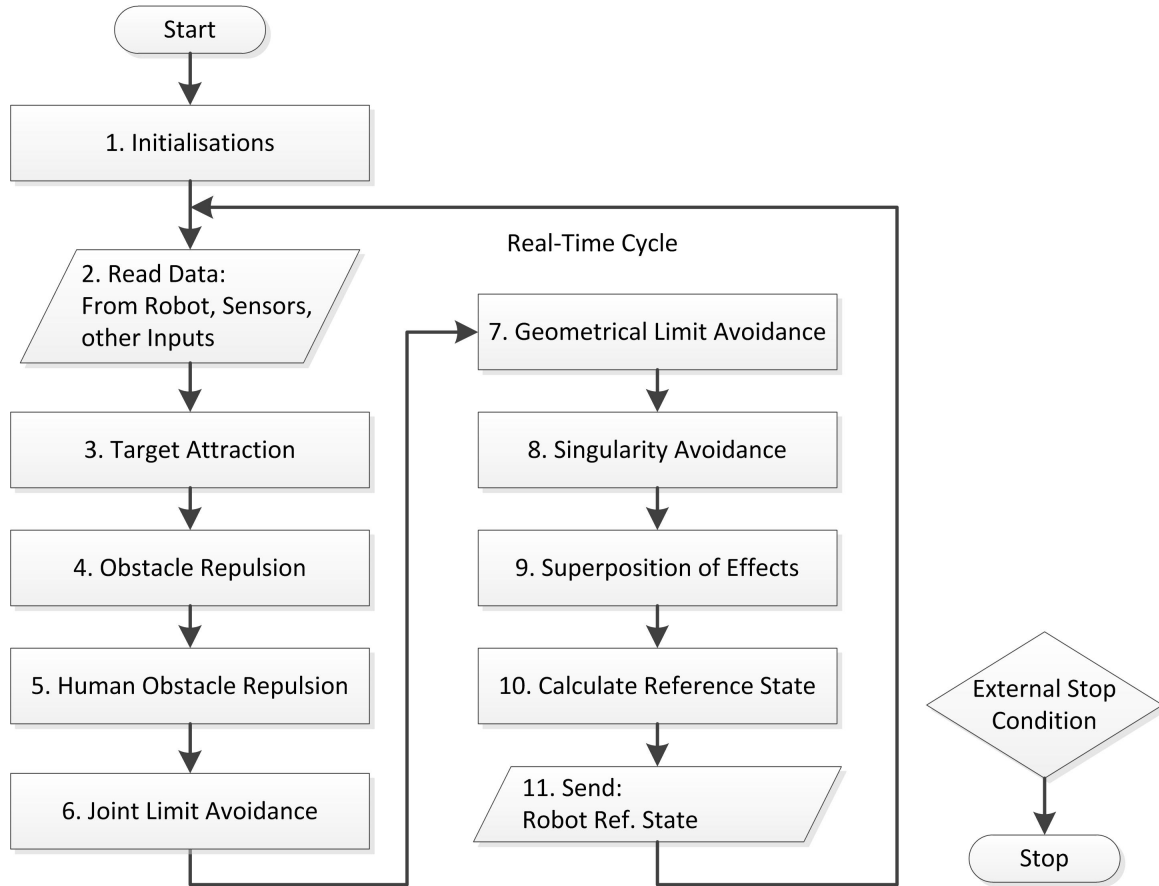 Start
1. Initialisations
2. Read Data:
From Robot, Sensors,
other Inputs
3. Target Attraction
4. Obstacle Repulsion
5. Human Obstacle Repulsion
6. Joint Limit Avoidance
Real-Time Cycle
7. Geometrical Limit Avoidance
8. Singularity Avoidance
9. Superposition of Effects
10. Calculate Reference State
11. Send:
Robot Ref. State
External Stop
Condition
Stop